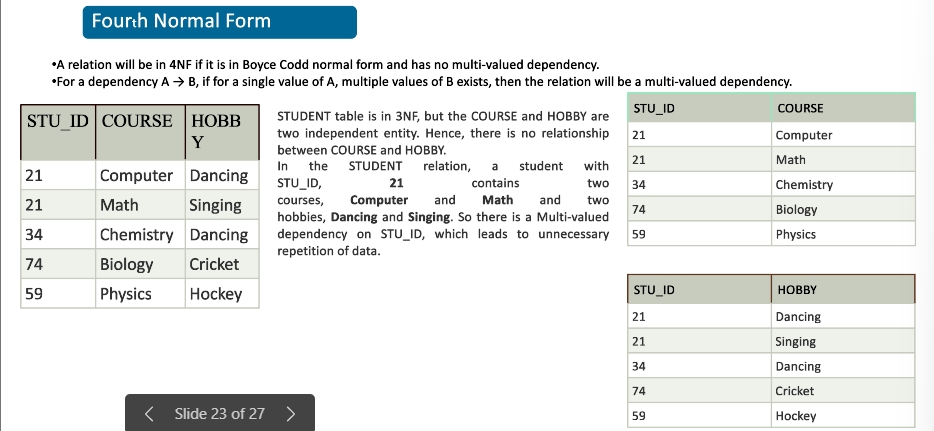 Fourth Normal Form
•A relation will be in 4NF if it is in Boyce Codd normal form and has no multi-valued dependency.
•For a dependency A → B, if for a single value of A, multiple values of B exists, then the relation will be a multi-valued dependency.
STU_ID COURSE HOBB
Y
21 Computer Dancing
21 Math Singing
34 Chemistry Dancing
74 Biology Cricket
59 Physics Hockey
STUDENT table is in 3NF, but the COURSE and HOBBY are
two independent entity. Hence, there is no relationship
between COURSE and HOBBY.
In the STUDENT relation, a student with
STU_ID, 21 contains two
courses, Computer and Math and two
hobbies, Dancing and Singing. So there is a Multi-valued
dependency on STU_ID, which leads to unnecessary
repetition of data.
STU_ID COURSE
21 Computer
21 Math
34 Chemistry
74 Biology
59 Physics
STU_ID HOBBY
21 Dancing
21 Singing
34 Dancing
74 Cricket
59 Hockey
Slide 23 of 27